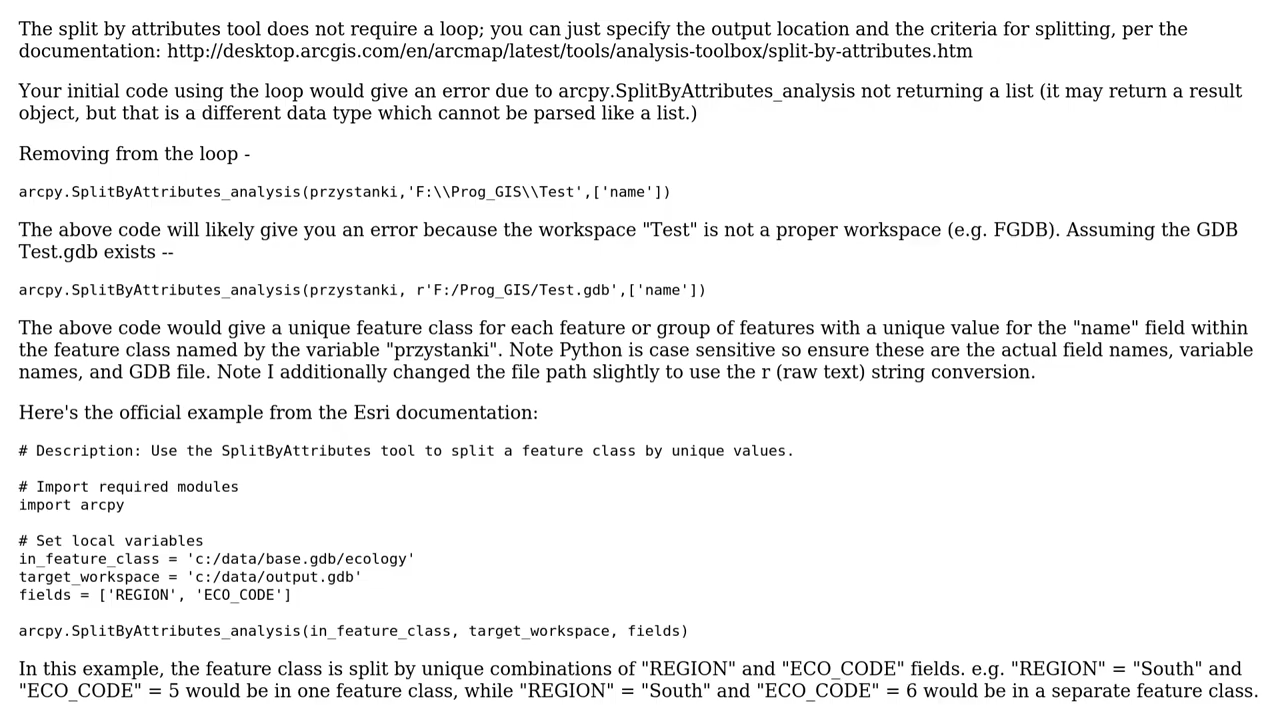 The split by attributes tool does not require a loop; you can just specify the output location and the criteria for splitting, per the
documentation: http://desktop.arcgis.com/en/arcmap/latest/tools/analysis-toolbox/split-by-attributes.htm
Your initial code using the loop would give an error due to arcpy.SplitByAttributes_analysis not returning a list (it may return a result
object, but that is a different data type which cannot be parsed like a list.)
Removing from the loop -
arcpy.SplitByAttributes_analysis(przystanki,'F:\\Prog_GIS\\Test',['name'])
The above code will likely give you an error because the workspace "Test" is not a proper workspace (e.g. FGDB). Assuming the GDB
Test.gdb exists --
arcpy.SplitByAttributes_analysis(przystanki, r'F:/Prog_GIS/Test.gdb',['name'])
The above code would give a unique feature class for each feature or group of features with a unique value for the "name" field within
the feature class named by the variable "przystanki". Note Python is case sensitive so ensure these are the actual field names, variable
names, and GDB file. Note I additionally changed the file path slightly to use the r (raw text) string conversion.
Here's the official example from the Esri documentation:
# Description: Use the SplitByAttributes tool to split a feature class by unique values.
# Import required modules
import arcpy
# Set local variables
in_feature_class = 'c:/data/base.gdb/ecology'
target_workspace = 'c:/data/output.gdb'
fields = ['REGION', 'ECO_CODE']
arcpy.SplitByAttributes_analysis(in_feature_class, target_workspace, fields)
In this example, the feature class is split by unique combinations of "REGION" and "ECO_CODE" fields. e.g. "REGION" = "South" and
"ECO_CODE" = 5 would be in one feature class, while "REGION" = "South" and "ECO_CODE" = 6 would be in a separate feature class.